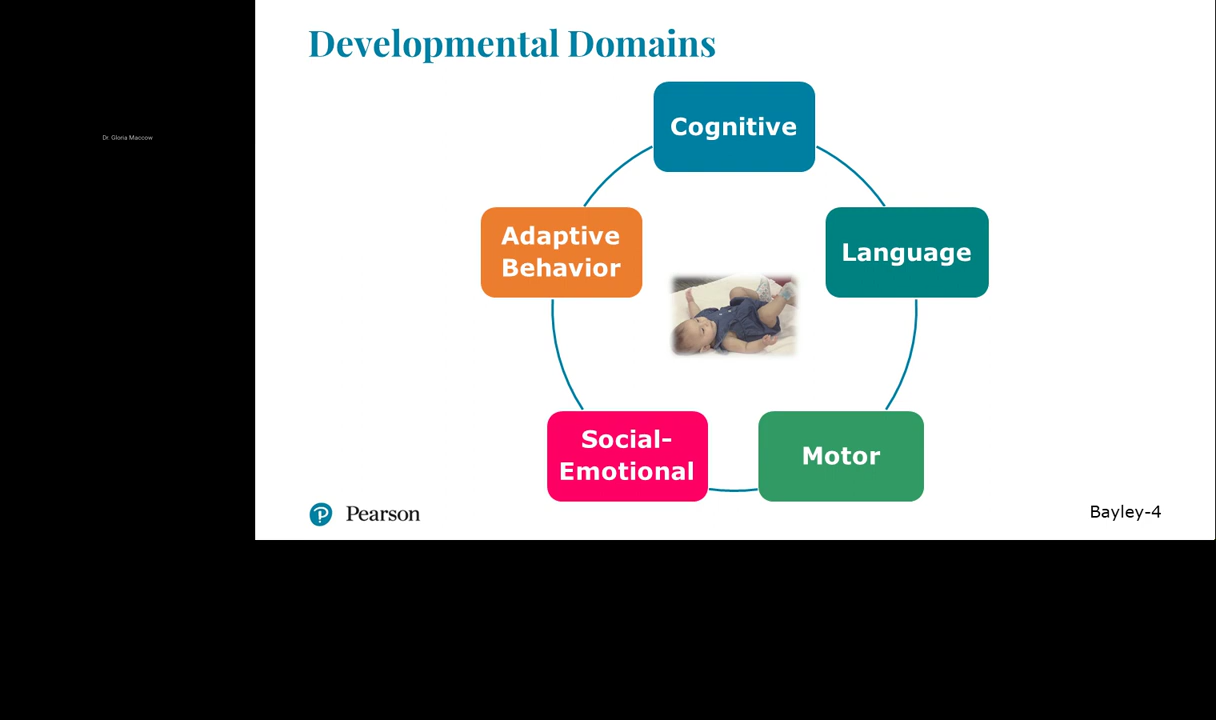 Developmental Domains
Dr. Gloria Maccow
Cognitive
Adaptive
Behavior
Language
Social-
Emotional
Motor
Pearson
Bayley-4